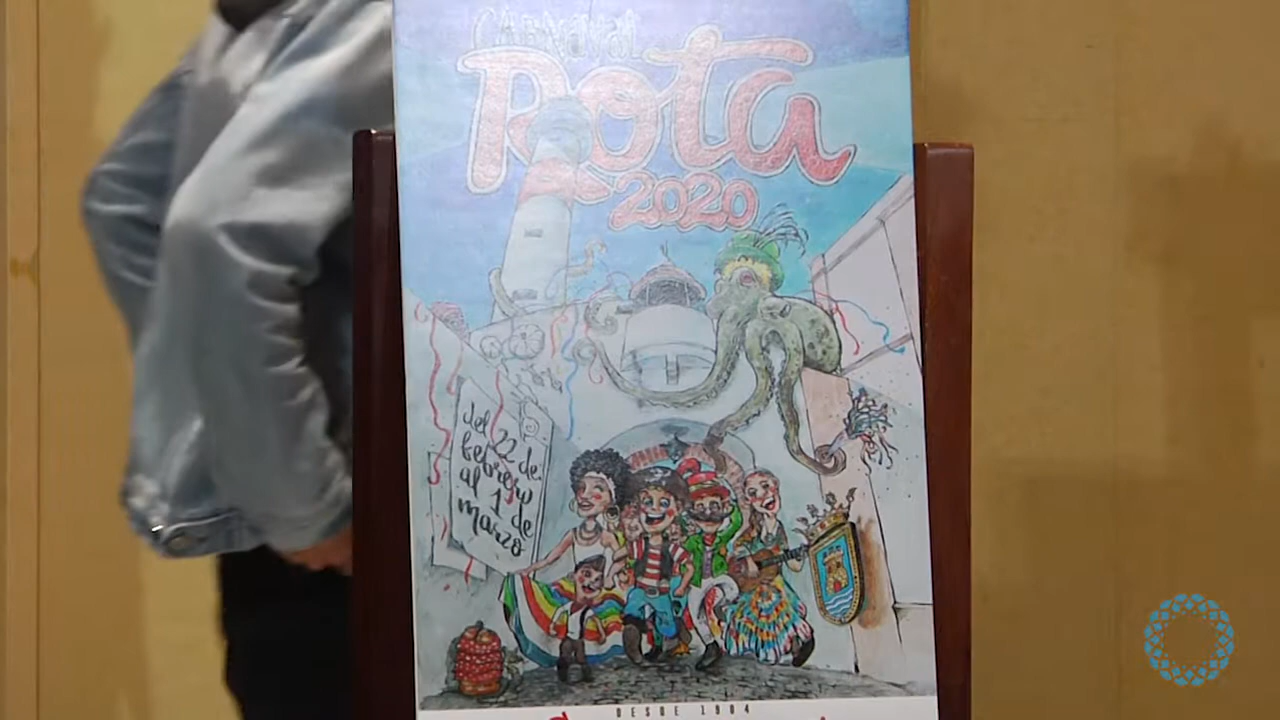 CARNAVAL
Rota
2020
del 22 de
febrero
al 1 de
marzo
DESDE 1904